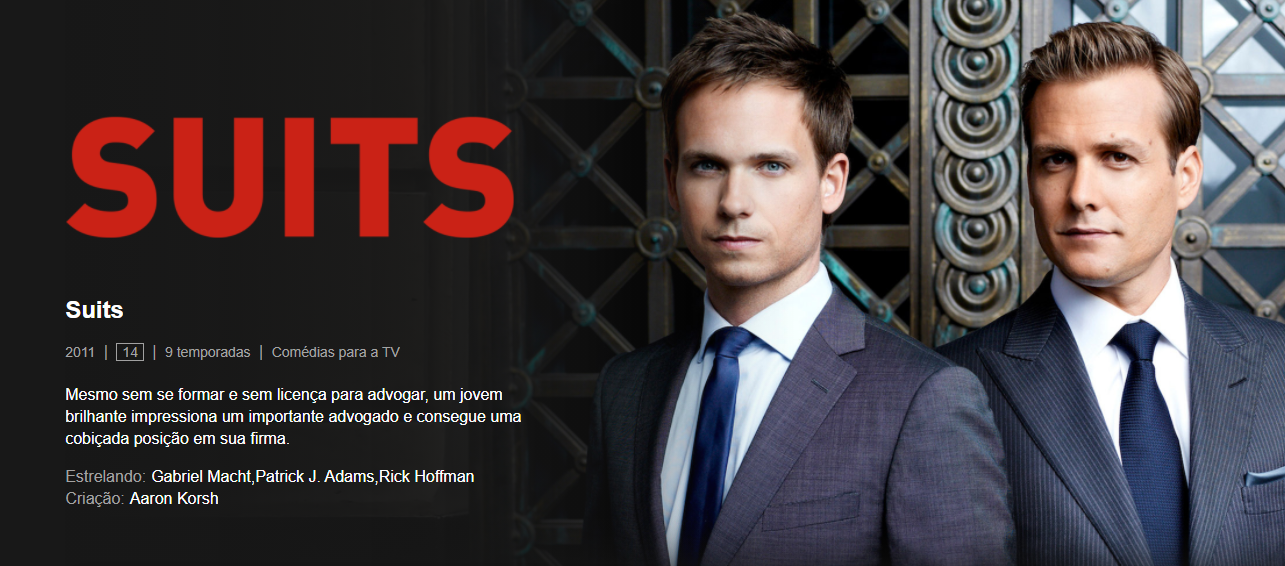 SUITS
Suits
2011 | 14 | 9 temporadas | Comédias para a TV
Mesmo sem se formar e sem licença para advogar, um jovem
brilhante impressiona um importante advogado e consegue uma
cobiçada posição em sua firma.
Estrelando: Gabriel Macht,Patrick J. Adams,Rick Hoffman
Criação: Aaron Korsh